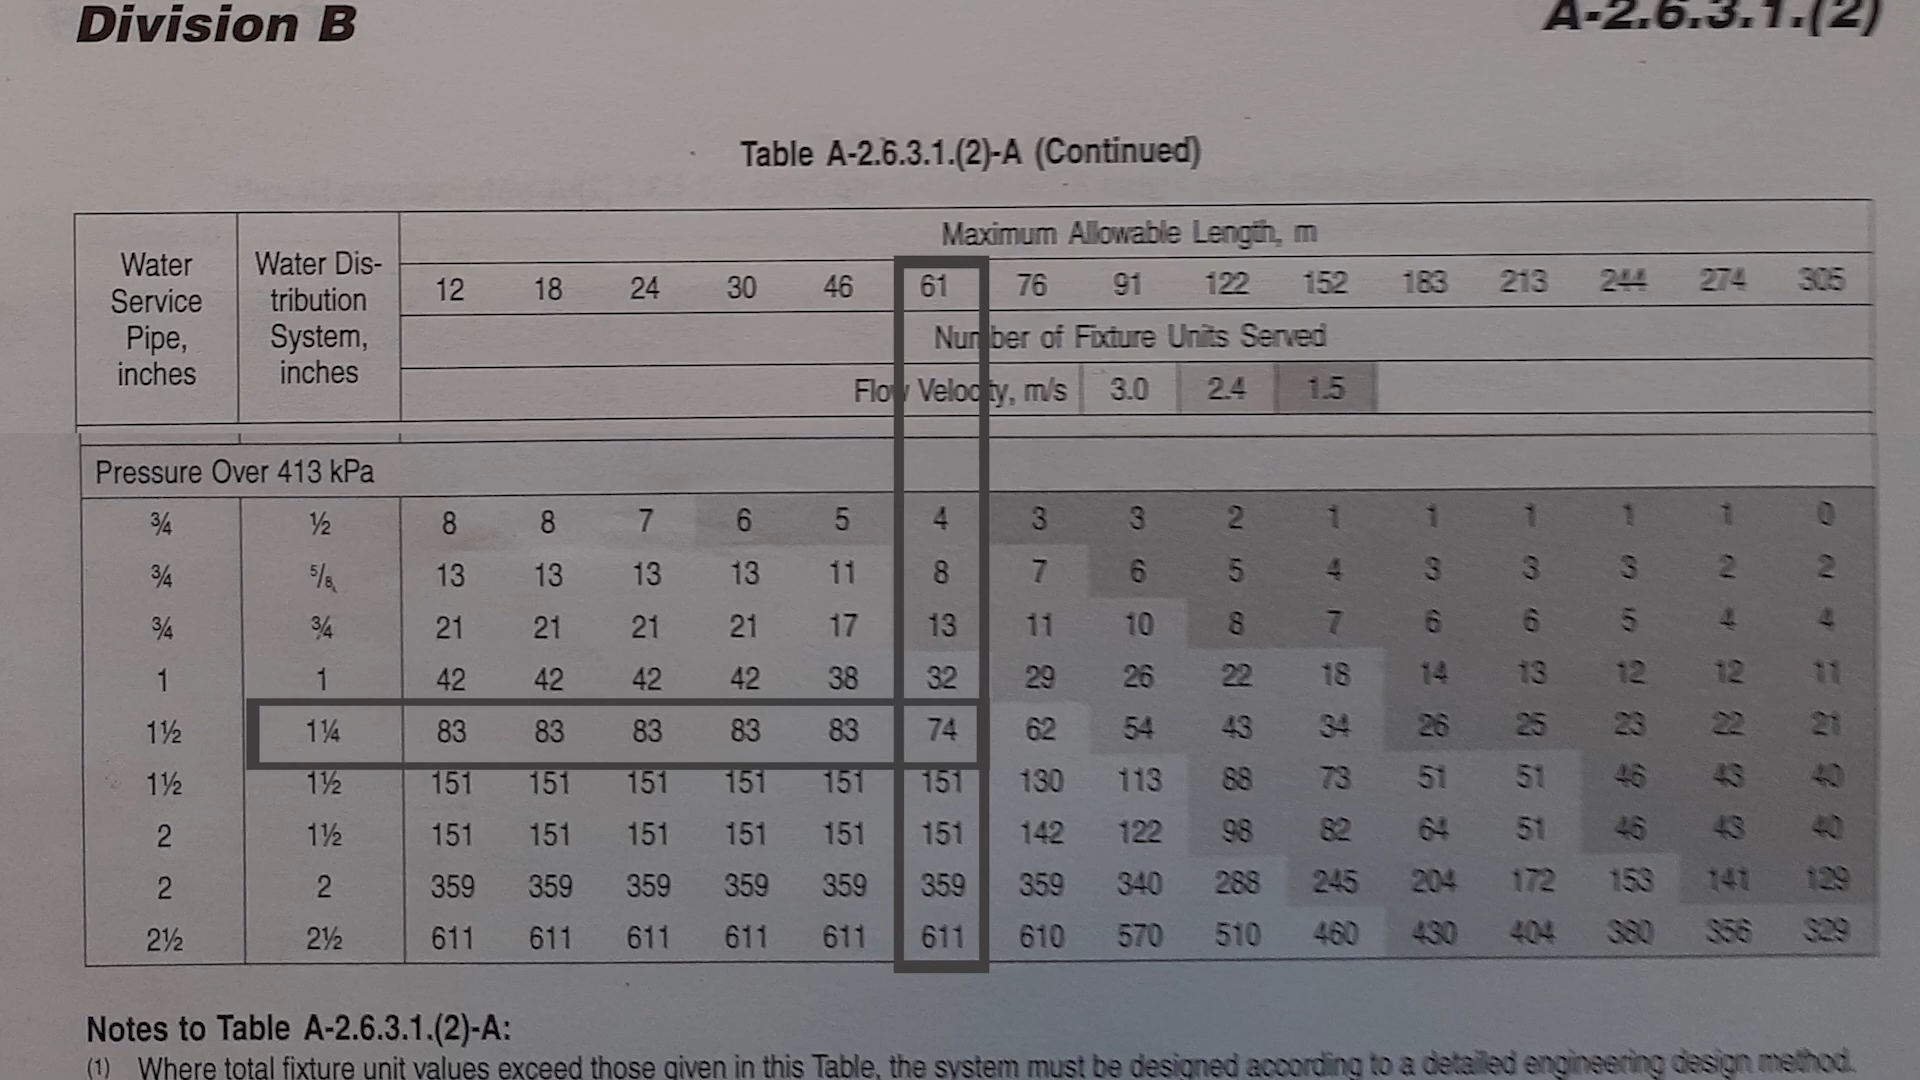 Division B
A-2.6.3.1.(2)
Table A-2.6.3.1.(2)-A (Continued)
Water Service Pipe, inches
Water Dis-tribution System, inches
Maximum Allowable Length, m
12 18 24 30 46 61 76 91 122 152 183 213 244 274 305
Number of Fixture Units Served
Flow Velocity, m/s 3.0 2.4 1.5
Pressure Over 413 kPa
¾ ½ 8 8 7 6 5 4 3 3 2 1 1 1 1 1 0
¾ 5/8 13 13 13 13 11 8 7 6 5 4 3 3 3 2 2
¾ ¾ 21 21 21 21 17 13 11 10 8 7 6 6 5 4 4
1 1 42 42 42 42 38 32 29 26 22 18 14 13 12 12 11
1½ 1¼ 83 83 83 83 83 74 62 54 43 34 26 25 23 22 21
1½ 1½ 151 151 151 151 151 151 130 113 88 73 51 51 46 43 40
2 1½ 151 151 151 151 151 151 142 122 98 82 64 51 46 43 40
2 2 359 359 359 359 359 359 359 340 288 245 204 172 153 141 129
2½ 2½ 611 611 611 611 611 611 610 570 510 460 430 404 380 356 329
Notes to Table A-2.6.3.1.(2)-A:
(1) Where total fixture unit values exceed those given in this Table, the system must be designed according to a detailed engineering design method.